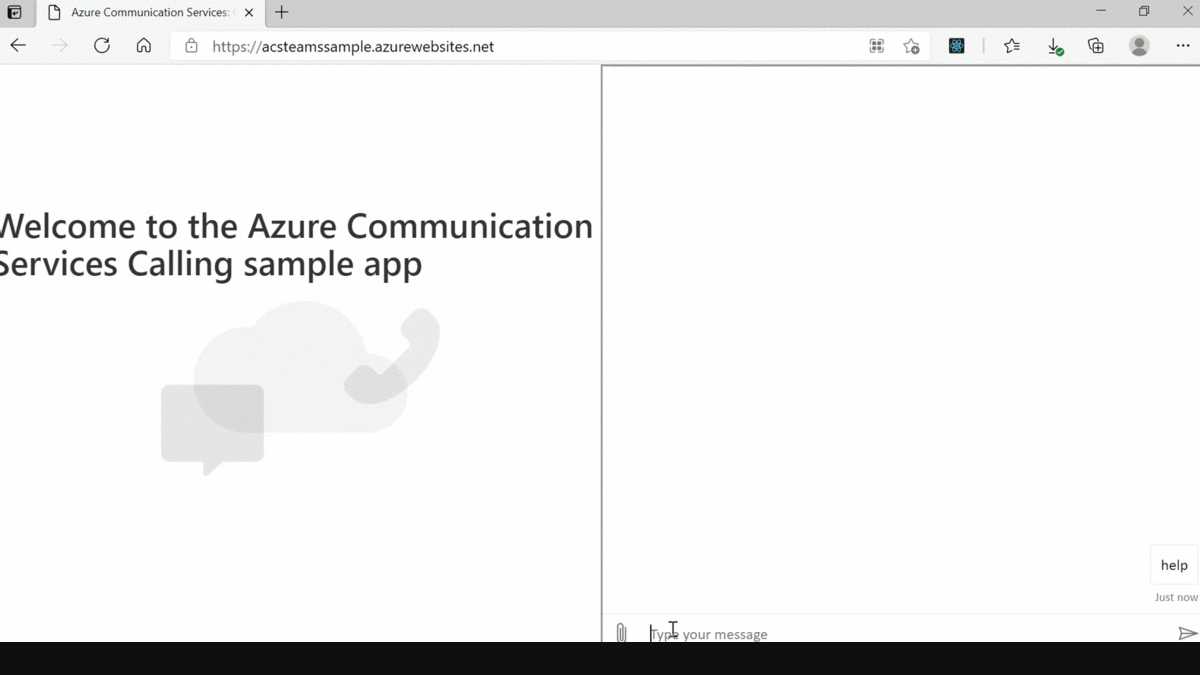 Azure Communication Services:
https://acsteamssample.azurewebsites.net
Welcome to the Azure Communication
Services Calling sample app
help
Just now
Type your message